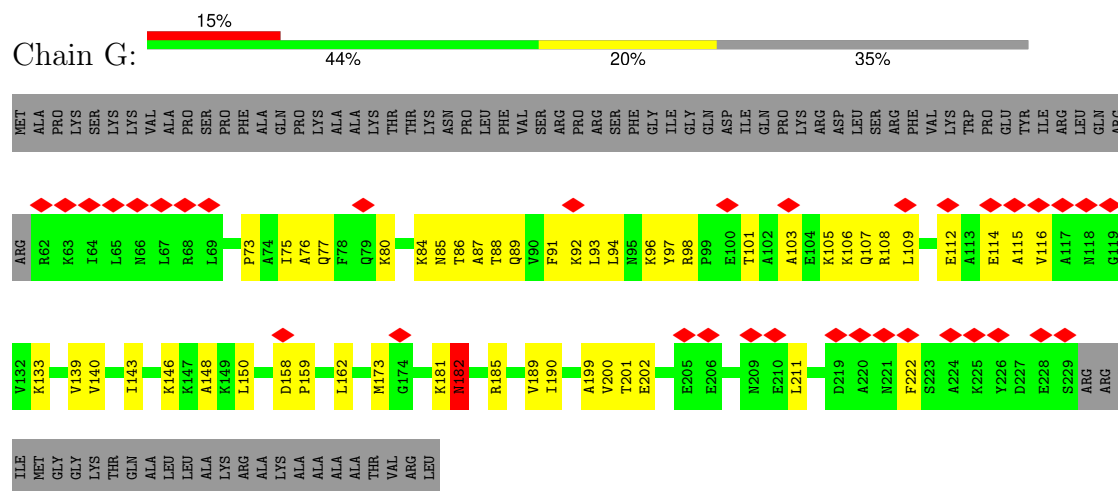 15%
Chain G:
44% 20% 35%
MET ALA PRO LYS SER LYS LYS VAL ALA PRO SER PRO PHE ALA GLN PRO LYS ALA ALA LYS THR THR LYS ASN PRO LEU PHE VAL SER ARG PRO ARG SER PHE GLY ILE GLY GLN ASP ILE GLN PRO LYS ARG ASP LEU SER ARG PHE VAL LYS TRP PRO GLU TYR ILE ARG LEU GLN ARG
ARG R62 K63 I64 L65 N66 L67 R68 L69 P73 A74 I75 A76 Q77 F78 Q79 K80 K84 N85 T86 A87 T88 Q89 V90 F91 K92 L93 L94 N95 K96 Y97 R98 P99 E100 T101 A102 A103 E104 K105 K106 Q107 R108 L109 E112 A113 E114 A115 V116 A117 N118 G119
V132 K133 V139 V140 I143 K146 K147 A148 K149 L150 D158 P159 L162 M173 G174 K181 N182 R185 V189 I190 A199 V200 T201 E202 E205 E206 N209 E210 L211 D219 A220 N221 F222 S223 A224 K225 Y226 D227 E228 S229 ARG ARG
ILE MET GLY GLY LYS THR GLN ALA LEU LEU ALA LYS ARG ALA LYS ALA ALA ALA ALA THR VAL ARG LEU